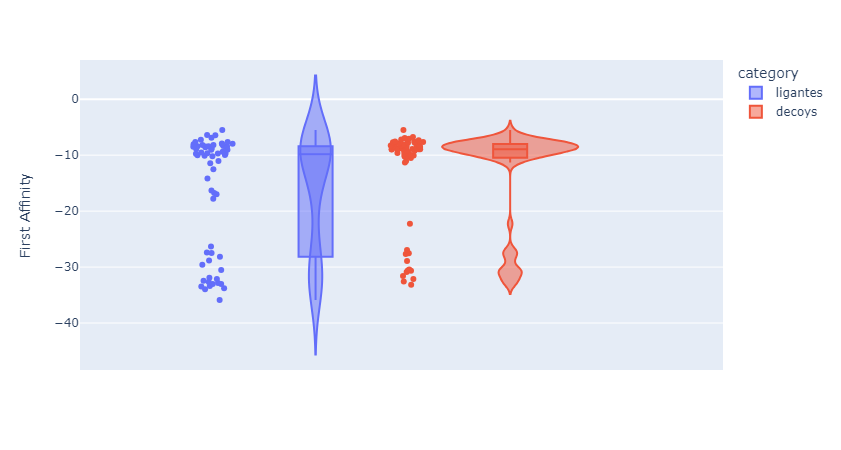 category
ligantes
decoys
0
−10
−20
−30
−40
First Affinity